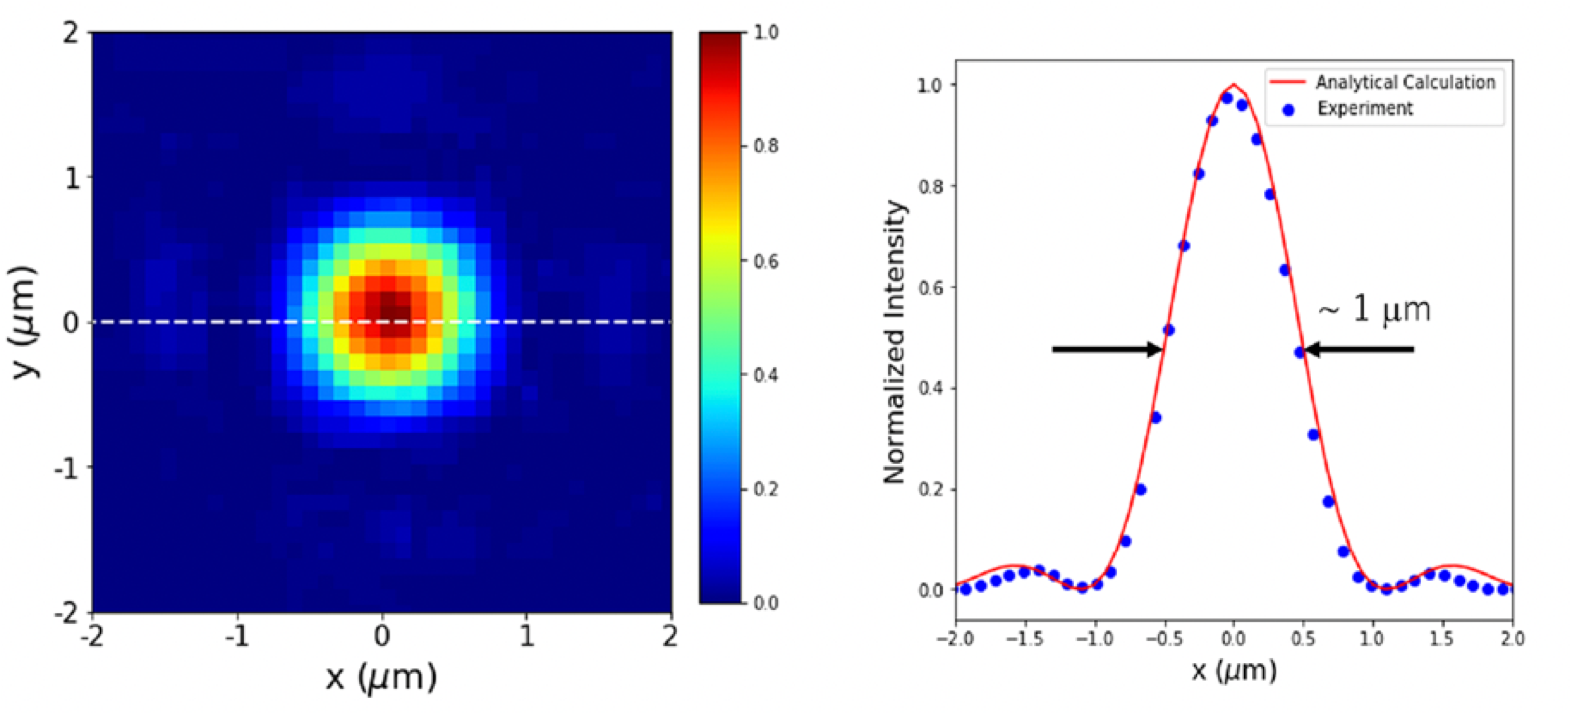 2
1
0
-1
-2
y (μm)
-2 -1 0 1 2
x (μm)
1.0
0.8
0.6
0.4
0.2
0.0
Normalized Intensity
1.0
0.8
0.6
0.4
0.2
0.0
Analytical Calculation
Experiment
~ 1 μm
−2.0 −1.5 −1.0 −0.5 0.0 0.5 1.0 1.5 2.0
x (μm)